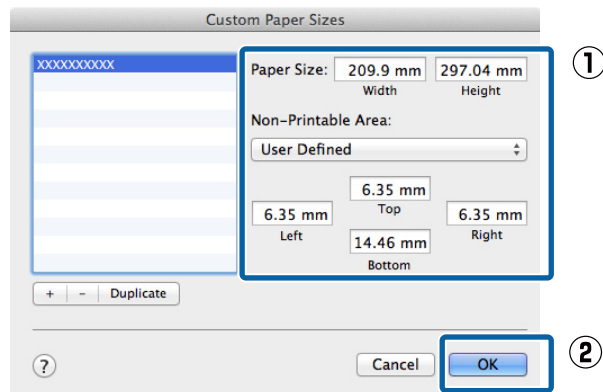 Custom Paper Sizes
XXXXXXXXXX
Paper Size: 209.9 mm 297.04 mm
Width Height
Non-Printable Area:
User Defined
6.35 mm
Top
6.35 mm 6.35 mm
Left Right
14.46 mm
Bottom
+ - Duplicate
? Cancel OK
①
②